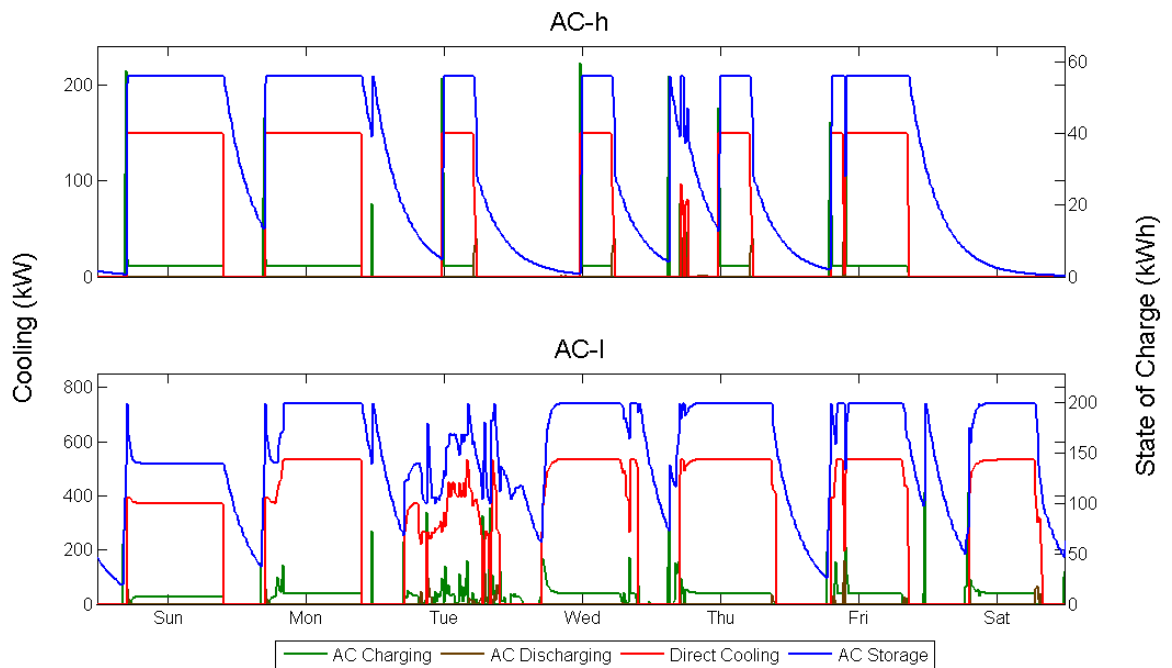 AC-h
200
100
0
60
40
20
0
AC-l
800
600
400
200
0
200
150
100
50
0
Sun Mon Tue Wed Thu Fri Sat
Cooling (kW)
State of Charge (kWh)
AC Charging AC Discharging Direct Cooling AC Storage